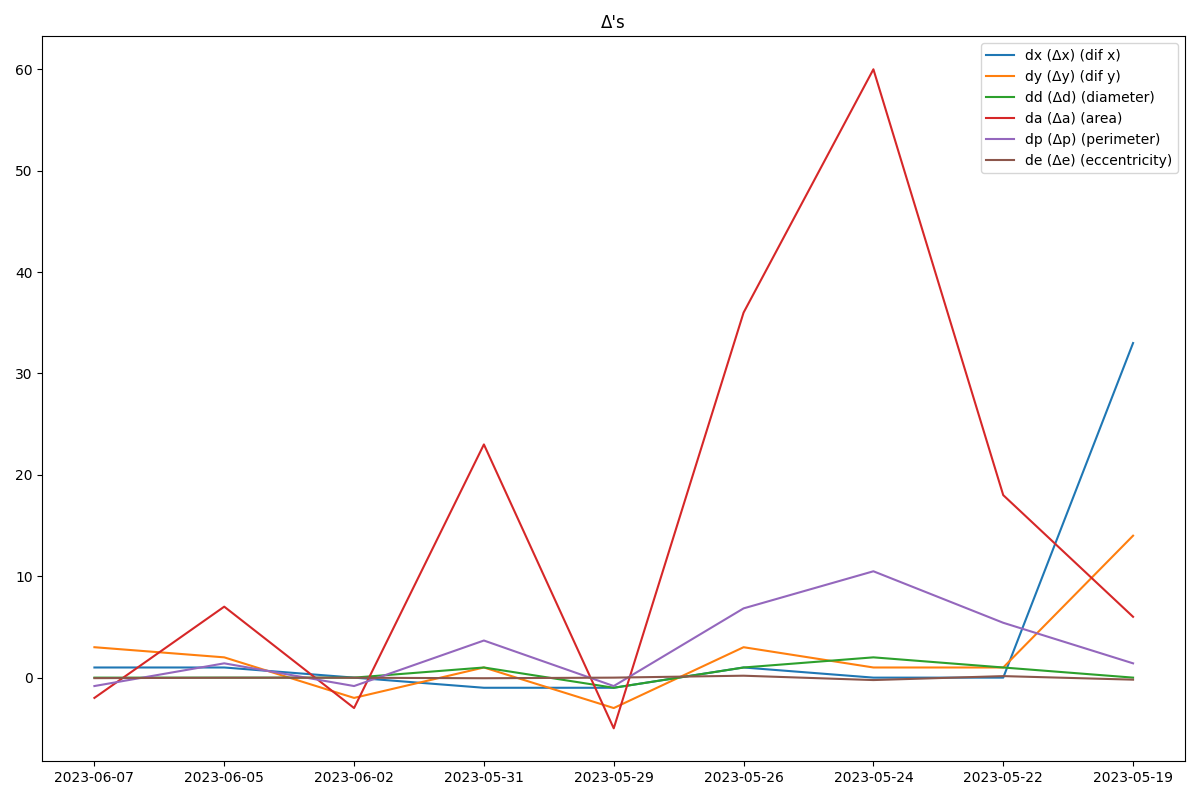 Δ's
dx (Δx) (dif x)
dy (Δy) (dif y)
dd (Δd) (diameter)
da (Δa) (area)
dp (Δp) (perimeter)
de (Δe) (eccentricity)
60
50
40
30
20
10
0
2023-06-07 2023-06-05 2023-06-02 2023-05-31 2023-05-29 2023-05-26 2023-05-24 2023-05-22 2023-05-19